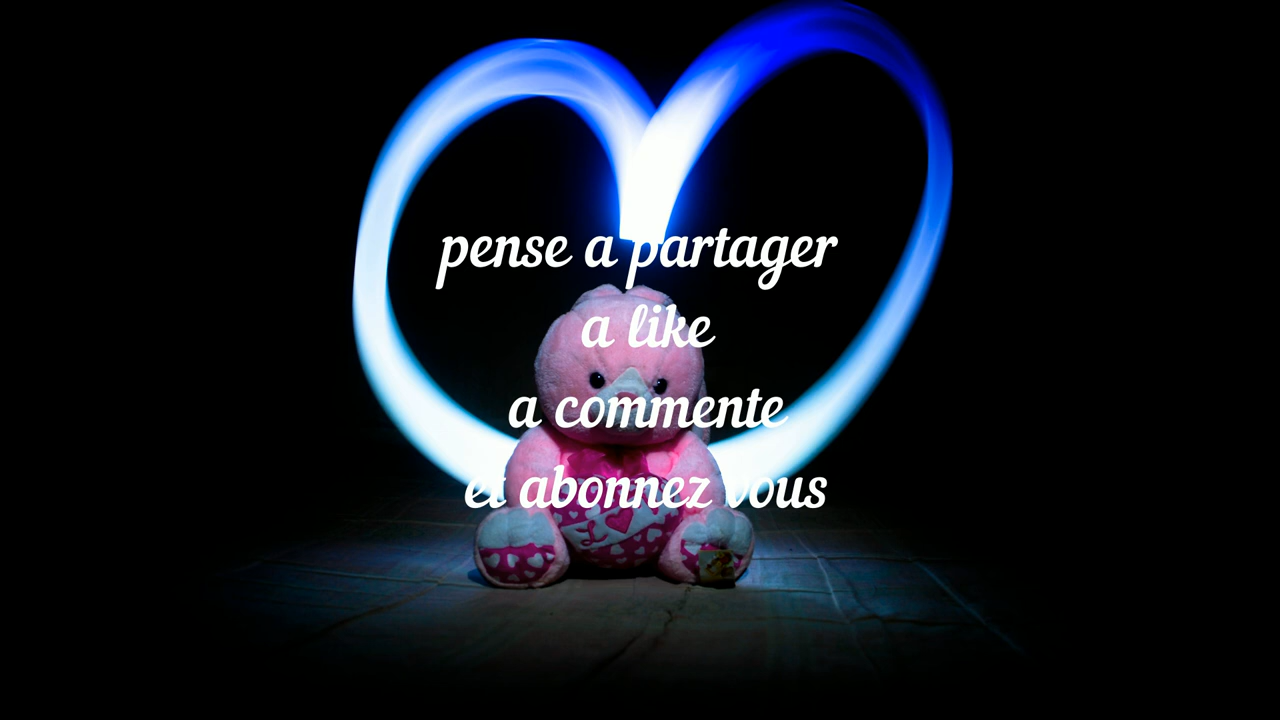 pense a partager
a like
a commente
et abonnez vous